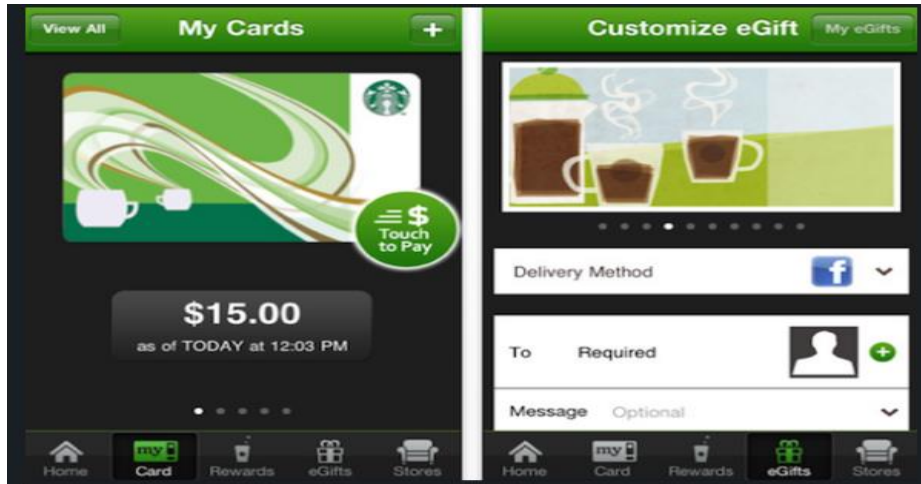 View All
My Cards
+
$
Touch
to Pay
$15.00
as of TODAY at 12:03 PM
Home
my
Card
Rewards
eGifts
Stores
Customize eGift
My eGifts
Delivery Method
f
To Required
+
Message Optional
Home
my
Card
Rewards
eGifts
Stores